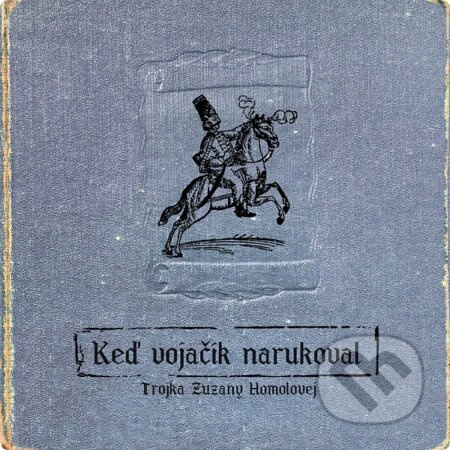 Keď vojačik narukoval
Trojka Zuzany Homolovej